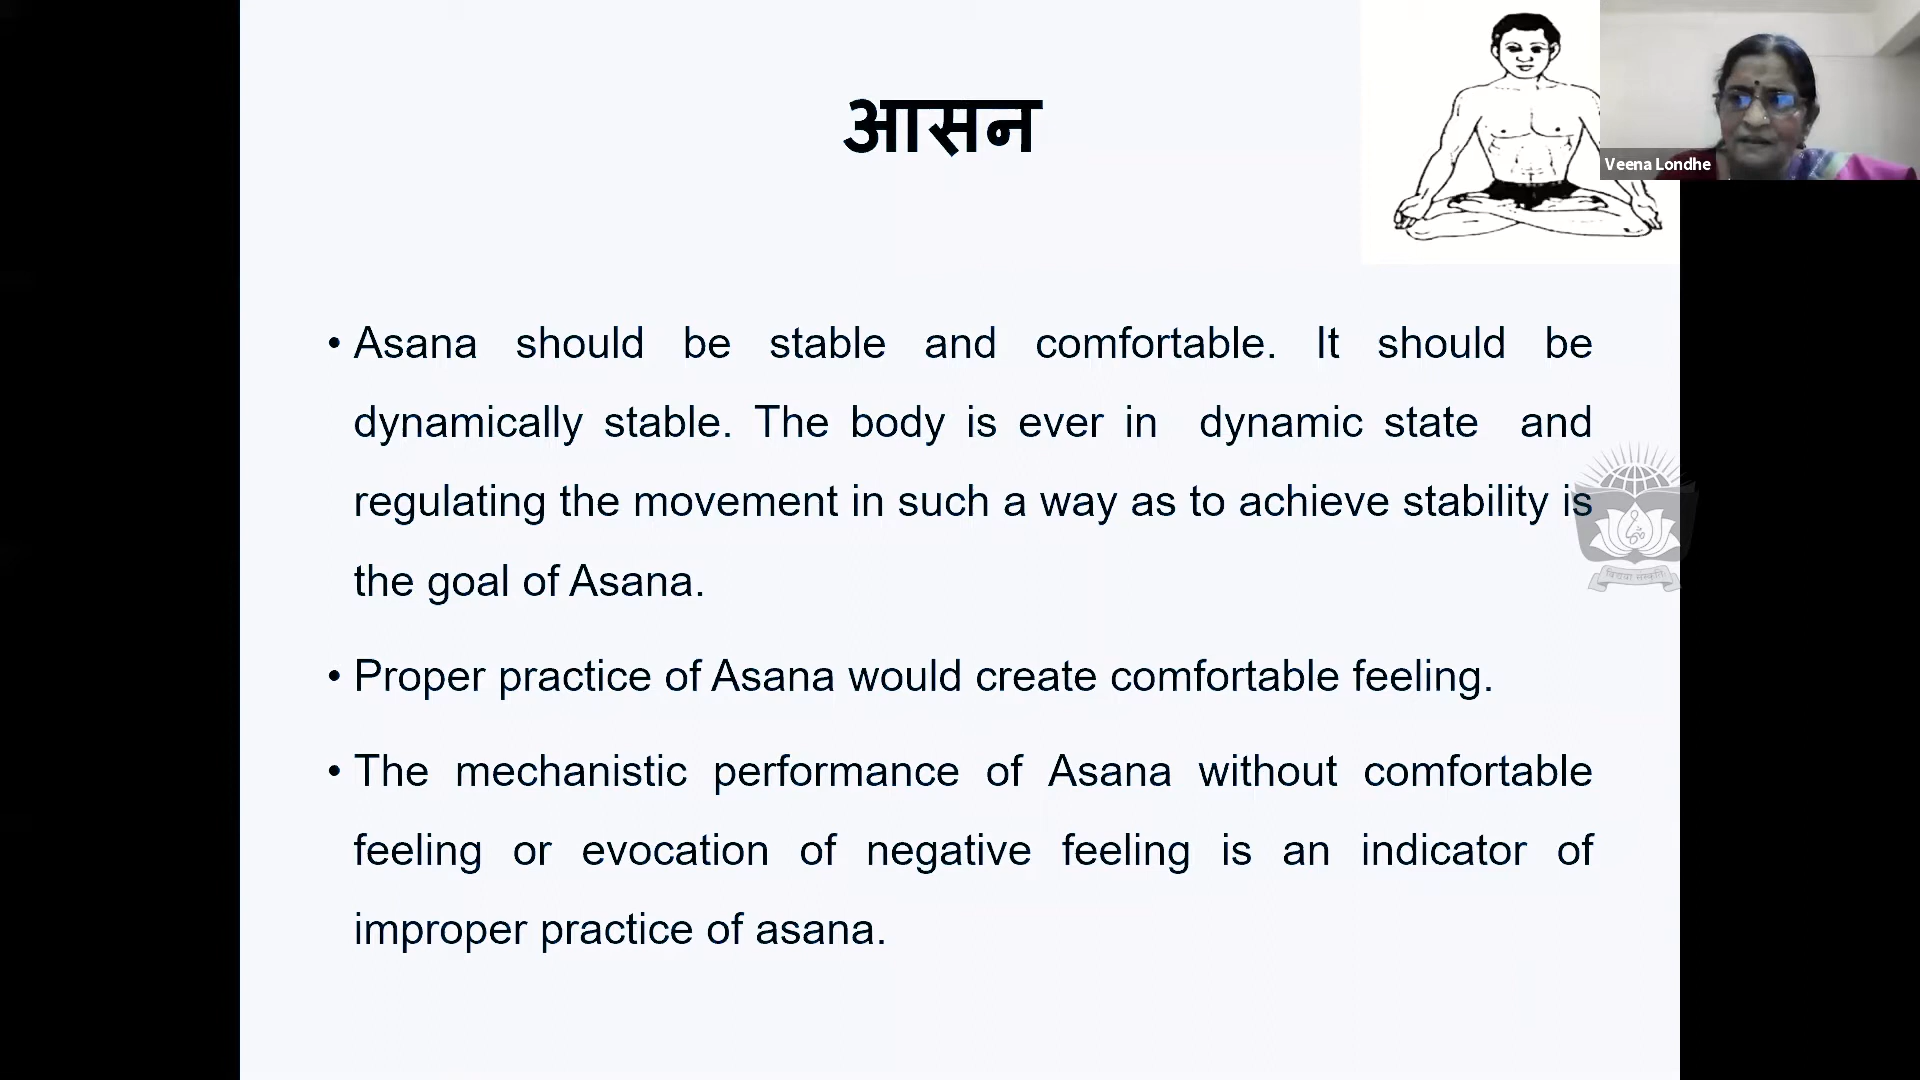 आसन
Veena Londhe
• Asana should be stable and comfortable. It should be
dynamically stable. The body is ever in dynamic state and
regulating the movement in such a way as to achieve stability is
the goal of Asana.
• Proper practice of Asana would create comfortable feeling.
• The mechanistic performance of Asana without comfortable
feeling or evocation of negative feeling is an indicator of
improper practice of asana.